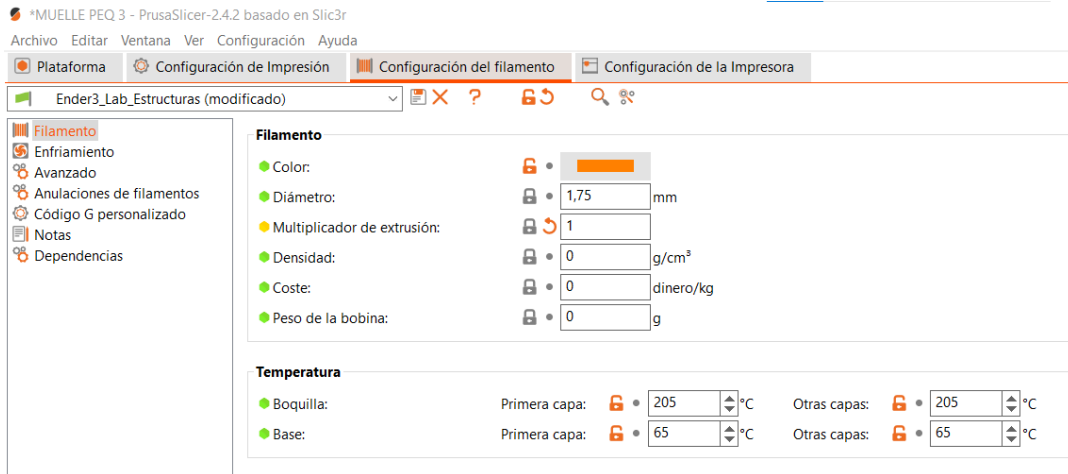 *MUELLE PEQ 3 - PrusaSlicer-2.4.2 basado en Slic3r
Archivo Editar Ventana Ver Configuración Ayuda
Plataforma Configuración de Impresión Configuración del filamento Configuración de la Impresora
Ender3_Lab_Estructuras (modificado) ?
Filamento
Enfriamiento
Avanzado
Anulaciones de filamentos
Código G personalizado
Notas
Dependencias
Filamento
Color:
Diámetro: 1,75 mm
Multiplicador de extrusión: 1
Densidad: 0 g/cm³
Coste: 0 dinero/kg
Peso de la bobina: 0 g
Temperatura
Boquilla: Primera capa: 205 °C Otras capas: 205 °C
Base: Primera capa: 65 °C Otras capas: 65 °C